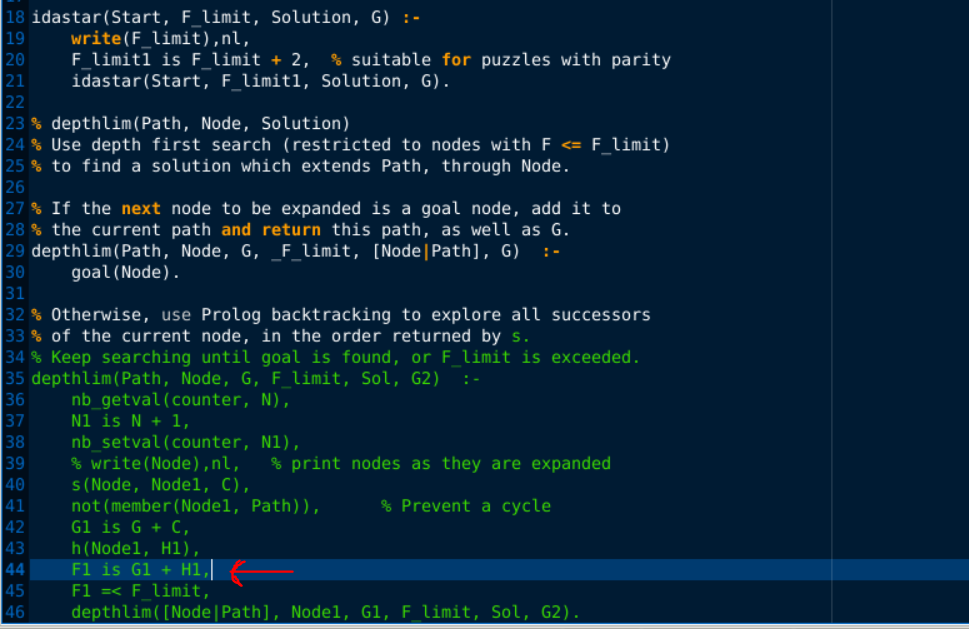 18 idastar(Start, F_limit, Solution, G) :-
19     write(F_limit),nl,
20     F_limit1 is F_limit + 2,  % suitable for puzzles with parity
21     idastar(Start, F_limit1, Solution, G).
22
23 % depthlim(Path, Node, Solution)
24 % Use depth first search (restricted to nodes with F <= F_limit)
25 % to find a solution which extends Path, through Node.
26
27 % If the next node to be expanded is a goal node, add it to
28 % the current path and return this path, as well as G.
29 depthlim(Path, Node, G, _F_limit, [Node|Path], G)  :-
30     goal(Node).
31
32 % Otherwise, use Prolog backtracking to explore all successors
33 % of the current node, in the order returned by s.
34 % Keep searching until goal is found, or F_limit is exceeded.
35 depthlim(Path, Node, G, F_limit, Sol, G2)  :-
36     nb_getval(counter, N),
37     N1 is N + 1,
38     nb_setval(counter, N1),
39     % write(Node),nl,   % print nodes as they are expanded
40     s(Node, Node1, C),
41     not(member(Node1, Path)),      % Prevent a cycle
42     G1 is G + C,
43     h(Node1, H1),
44     F1 is G1 + H1,
45     F1 =< F_limit,
46     depthlim([Node|Path], Node1, G1, F_limit, Sol, G2).